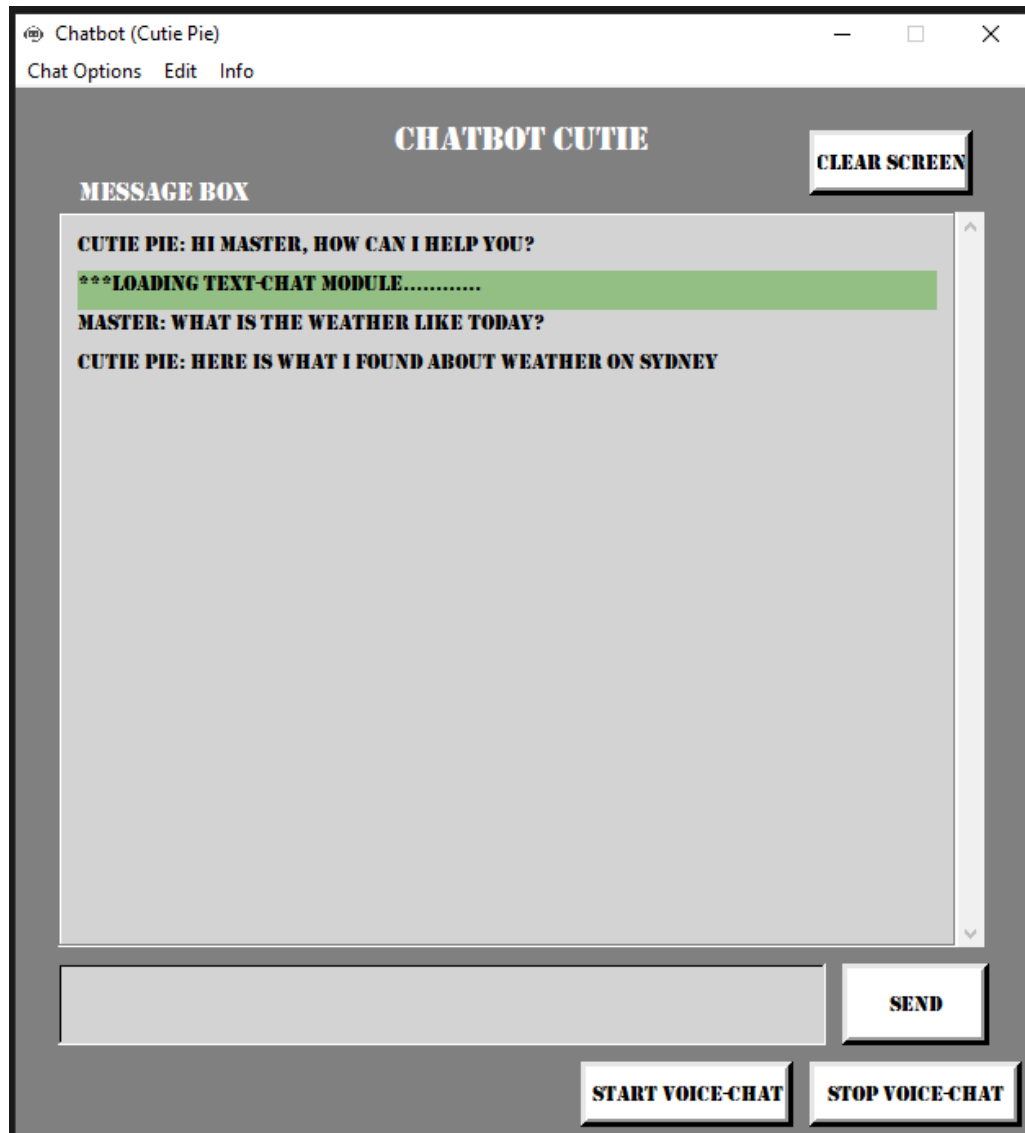 Chatbot (Cutie Pie)
Chat Options Edit Info
CHATBOT CUTIE
CLEAR SCREEN
MESSAGE BOX
CUTIE PIE: HI MASTER, HOW CAN I HELP YOU?
***LOADING TEXT-CHAT MODULE............
MASTER: WHAT IS THE WEATHER LIKE TODAY?
CUTIE PIE: HERE IS WHAT I FOUND ABOUT WEATHER ON SYDNEY
SEND
START VOICE-CHAT
STOP VOICE-CHAT